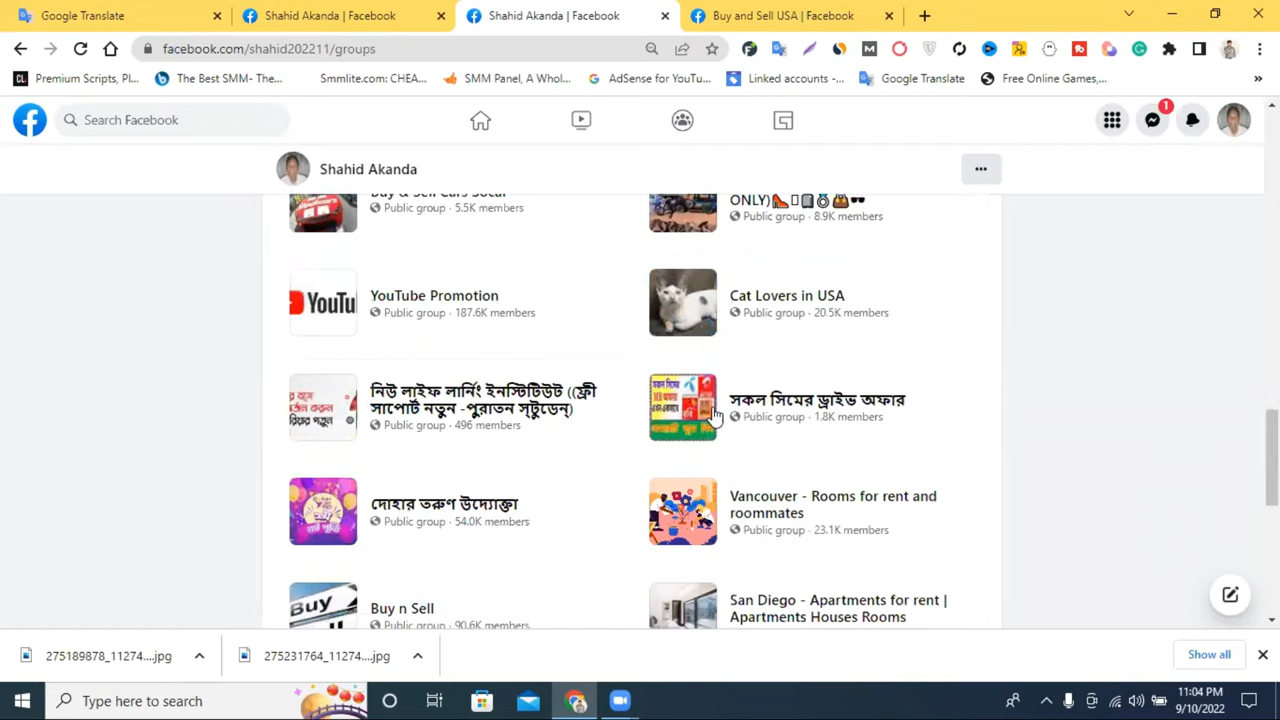 Google Translate
Shahid Akanda | Facebook
Shahid Akanda | Facebook
Buy and Sell USA | Facebook
facebook.com/shahid202211/groups
Premium Scripts, Pl...
The Best SMM- The...
Smmlite.com: CHEA...
SMM Panel, A Whol...
AdSense for YouTu...
Linked accounts -...
Google Translate
Free Online Games,...
Search Facebook
1
Shahid Akanda
Public group · 5.5K members
ONLY)
Public group · 8.9K members
YouTu
YouTube Promotion
Public group · 187.6K members
Cat Lovers in USA
Public group · 20.5K members
নিউ লাইফ লার্নিং ইনস্টিটিউট ((ফ্রী
সাপোর্ট নতুন -পুরাতন স্টুডেন্)
Public group · 496 members
সকল সিমের ড্রাইভ অফার
Public group · 1.8K members
দোহার তরুণ উদ্যোক্তা
Public group · 54.0K members
Vancouver - Rooms for rent and
roommates
Public group · 23.1K members
Buy
Buy n Sell
Public group · 90.6K members
San Diego - Apartments for rent |
Apartments Houses Rooms
275189878_11274....jpg
275231764_11274....jpg
Show all
Type here to search
11:04 PM
9/10/2022